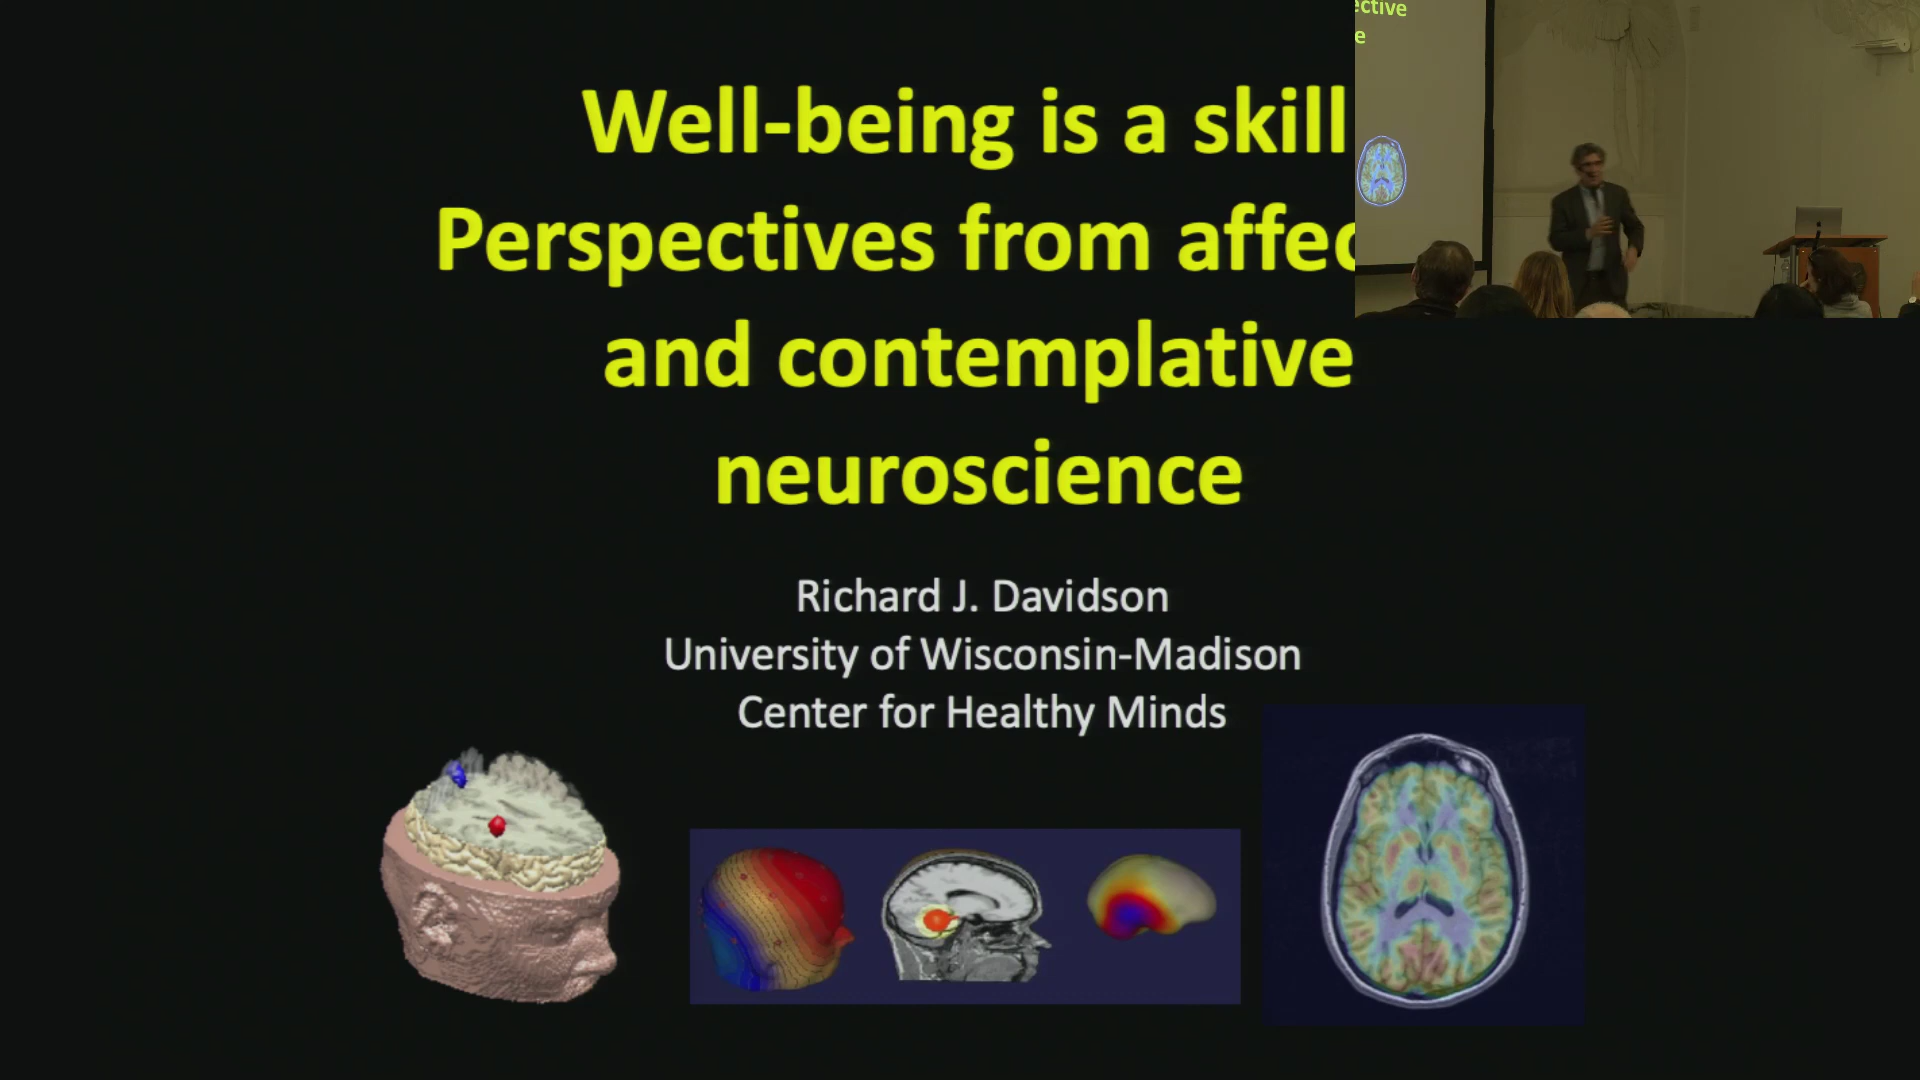 Well-being is a skill
Perspectives from affec
and contemplative
neuroscience
Richard J. Davidson
University of Wisconsin-Madison
Center for Healthy Minds
ective
e